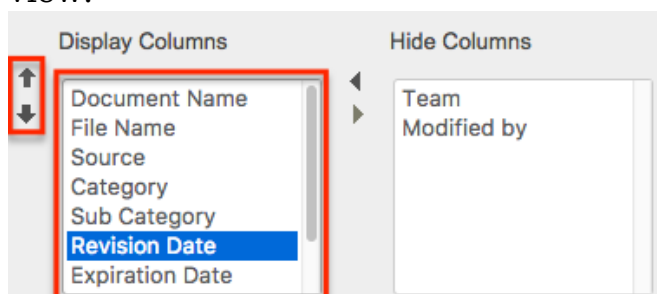 Display Columns
Hide Columns
Document Name
File Name
Source
Category
Sub Category
Revision Date
Expiration Date
Team
Modified by